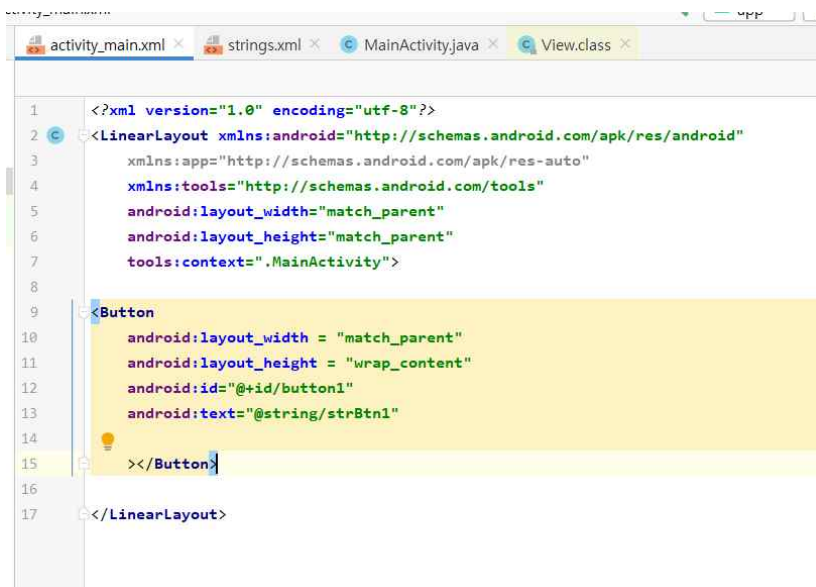 app
activity_main.xml × strings.xml × MainActivity.java × View.class ×
1 <?xml version="1.0" encoding="utf-8"?>
2 C <LinearLayout xmlns:android="http://schemas.android.com/apk/res/android"
3 xmlns:app="http://schemas.android.com/apk/res-auto"
4 xmlns:tools="http://schemas.android.com/tools"
5 android:layout_width="match_parent"
6 android:layout_height="match_parent"
7 tools:context=".MainActivity">
8
9 <Button
10 android:layout_width = "match_parent"
11 android:layout_height = "wrap_content"
12 android:id="@+id/button1"
13 android:text="@string/strBtn1"
14
15 ></Button>
16
17 </LinearLayout>